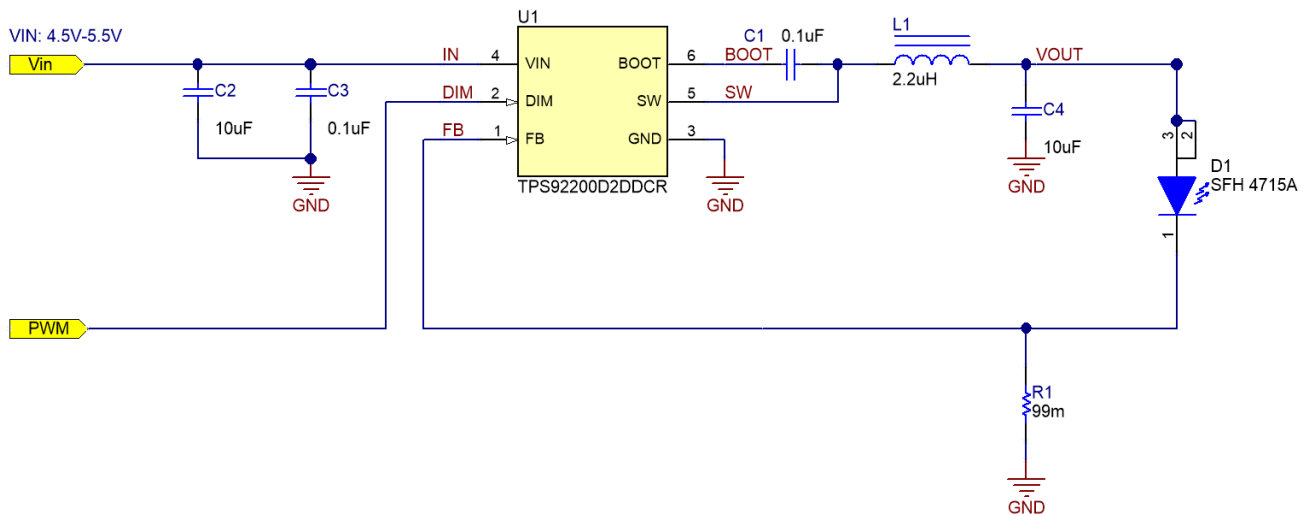 U1
VIN: 4.5V-5.5V
Vin
IN
4
VIN
BOOT
6
BOOT
C1
0.1uF
L1
2.2uH
VOUT
C2
10uF
C3
0.1uF
DIM
2
DIM
SW
5
SW
FB
1
FB
GND
3
C4
10uF
GND
GND
TPS92200D2DDCR
GND
3
2
D1
SFH 4715A
1
PWM
R1
99m
GND